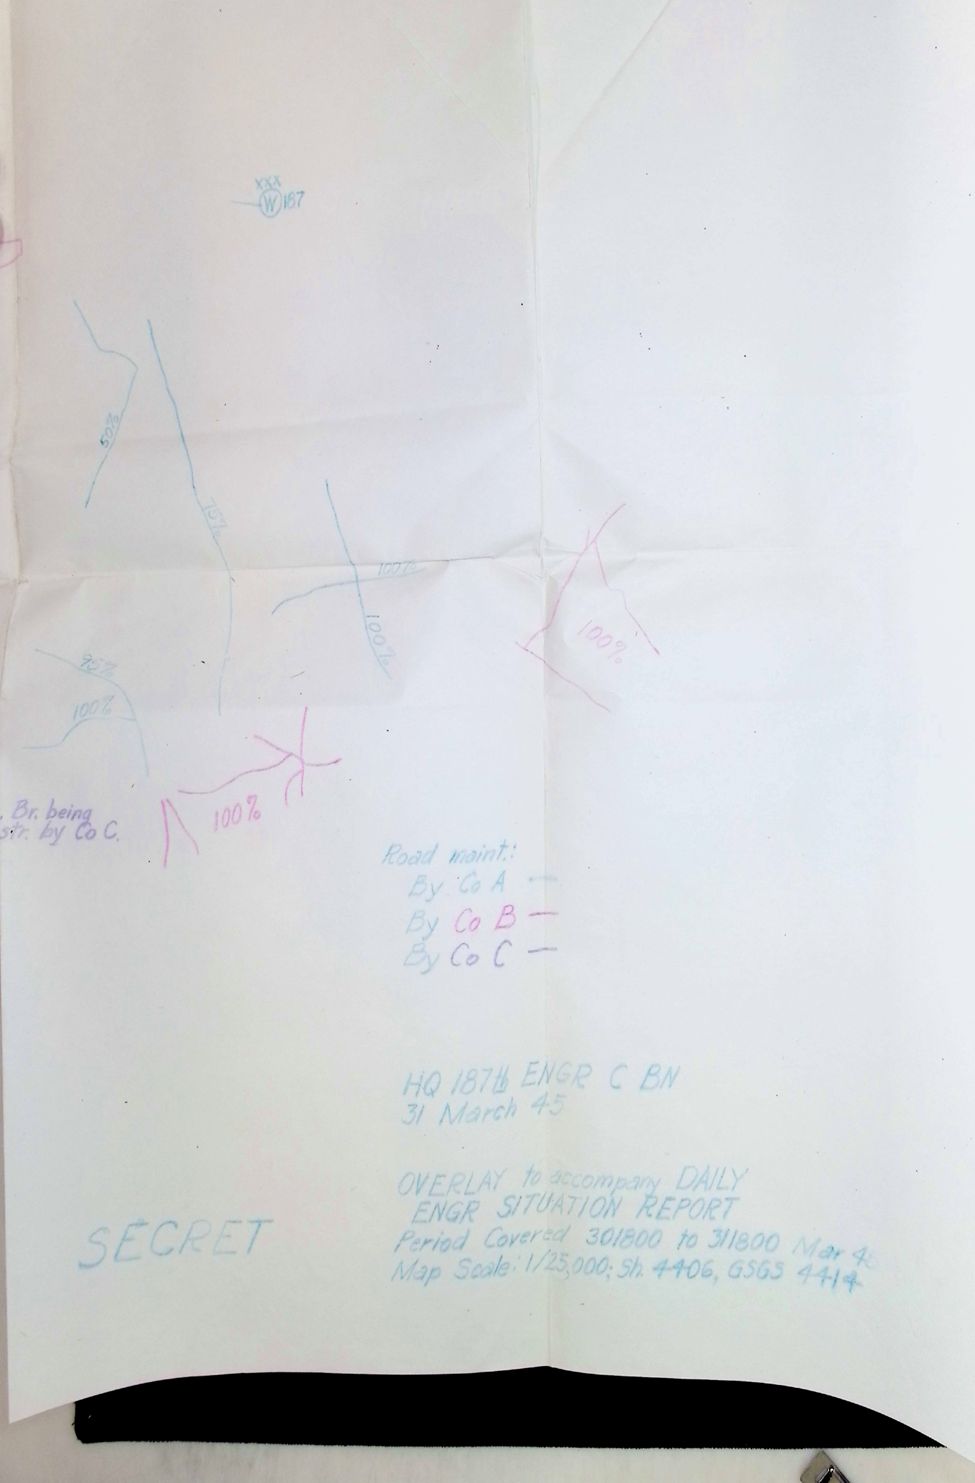 xxx
W 187
50%
75%
100%
100%
100%
95%
100%
100%
. Br. being
str. by Co C.
Road maint.:
By Co A —
By Co B —
By Co C —
HQ 187th ENGR C BN
31 March 45
OVERLAY to accompany DAILY
ENGR SITUATION REPORT
Period Covered 301800 to 311800 Mar 45
Map Scale: 1/25,000; Sh. 4406, GSGS 4414
SECRET